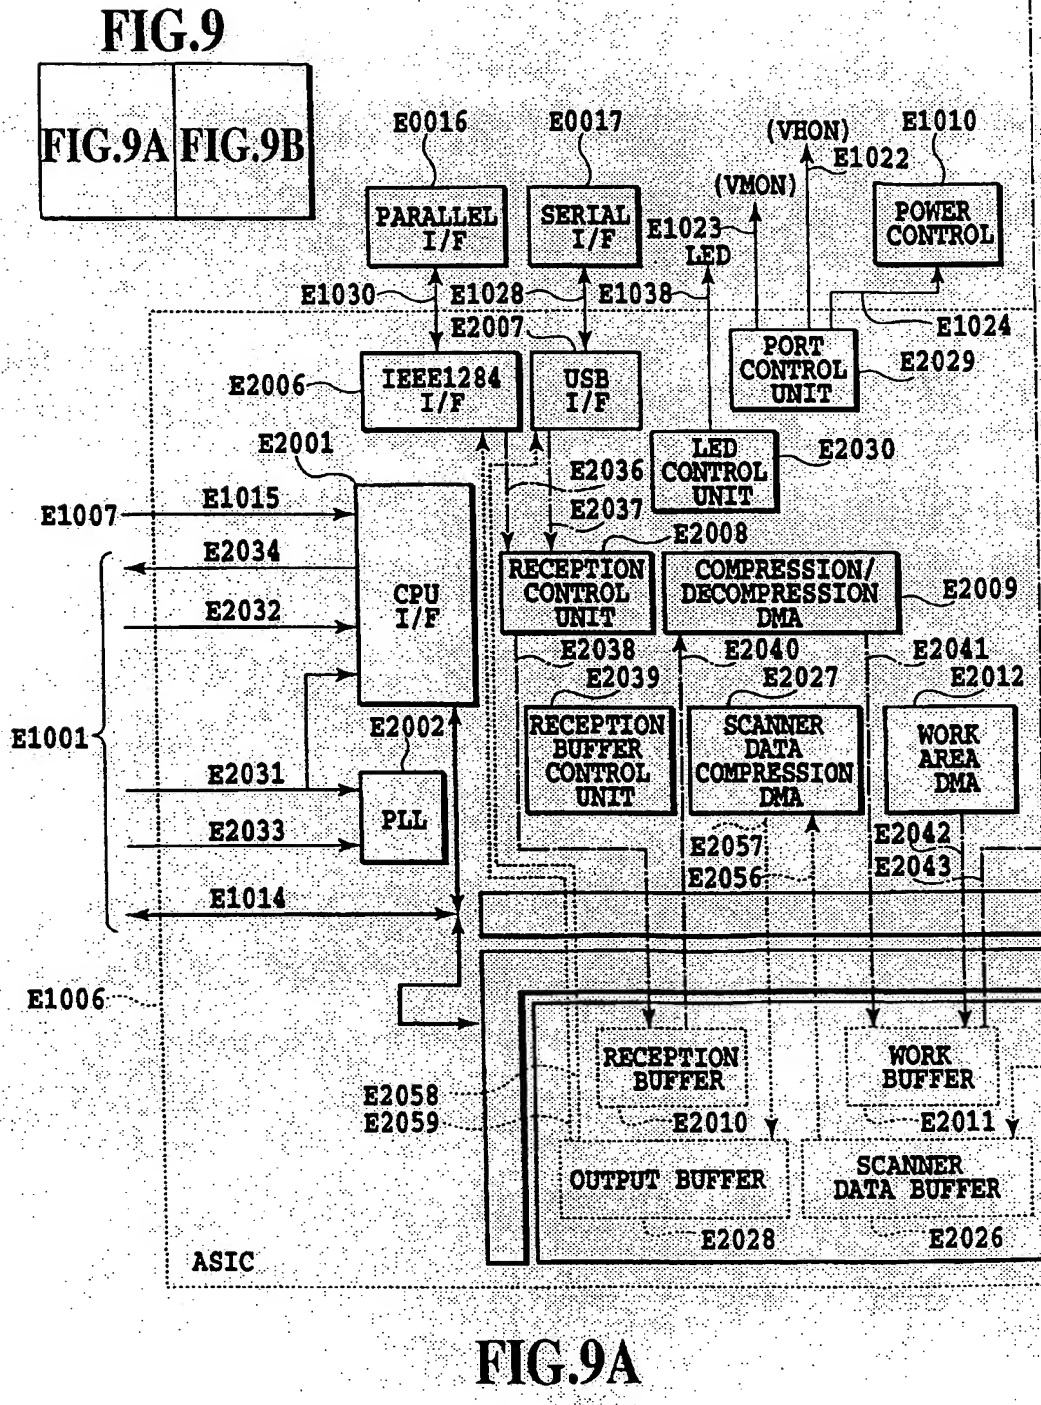 FIG.9
FIG.9A FIG.9B
E0016
E0017
(VHON)
E1010
E1022
(VMON)
PARALLEL
I/F
SERIAL
I/F
POWER
CONTROL
E1023
LED
E1030
E1028
E1038
E1024
E2007
E2006
IEEE1284
I/F
USB
I/F
PORT
CONTROL
UNIT
E2029
E2001
LED
CONTROL
UNIT
E2030
E2036
E1007
E1015
E2037
E2034
E2008
CPU
I/F
RECEPTION
CONTROL
UNIT
COMPRESSION/
DECOMPRESSION
DMA
E2009
E2032
E2038
E2040
E2041
E2039
E2027
E2012
E1001
E2002
RECEPTION
BUFFER
CONTROL
UNIT
SCANNER
DATA
COMPRESSION
DMA
WORK
AREA
DMA
E2031
PLL
E2033
E2057
E2042
E2056
E2043
E1014
E1006
RECEPTION
BUFFER
WORK
BUFFER
E2058
E2059
E2010
E2011
OUTPUT BUFFER
SCANNER
DATA BUFFER
E2028
E2026
ASIC
FIG.9A